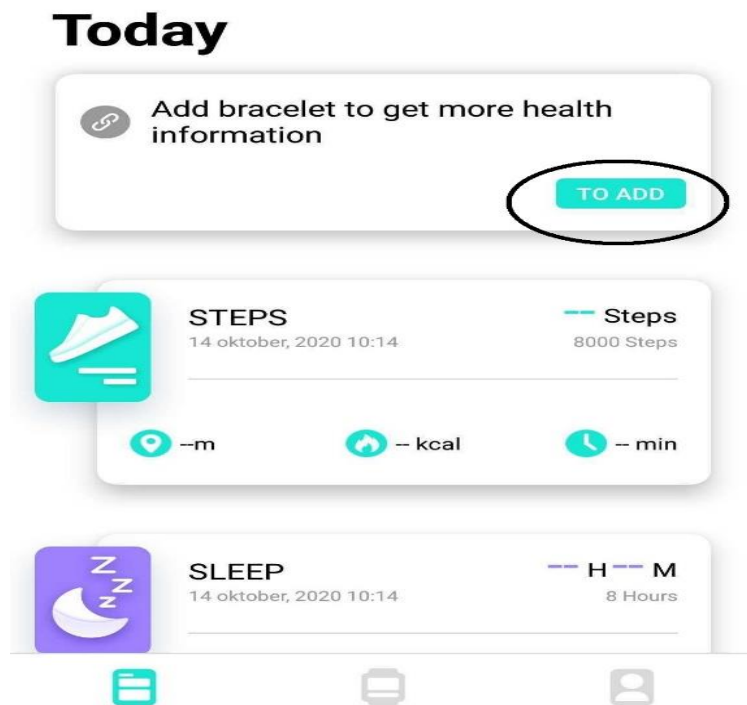 Today
Add bracelet to get more health
information
TO ADD
STEPS
-- Steps
14 oktober, 2020 10:14
8000 Steps
--m
-- kcal
-- min
Z
Z
Z
SLEEP
-- H -- M
14 oktober, 2020 10:14
8 Hours